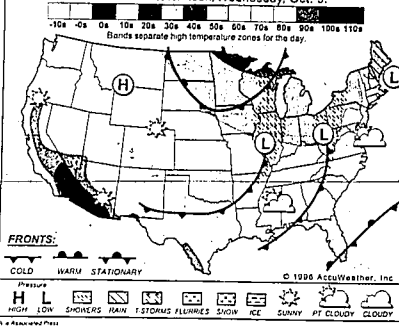 Wednesday, Oct. 9.
-10s -0s 0s 10s 20s 30s 40s 50s 60s 70s 80s 90s 100s 110s
Bands separate high temperature zones for the day.
H
L
L
L
FRONTS:
COLD WARM STATIONARY
© 1996 AccuWeather, Inc
Pressure
H L
HIGH LOW SHOWERS RAIN T-STORMS FLURRIES SNOW ICE SUNNY PT CLOUDY CLOUDY
Associated Press